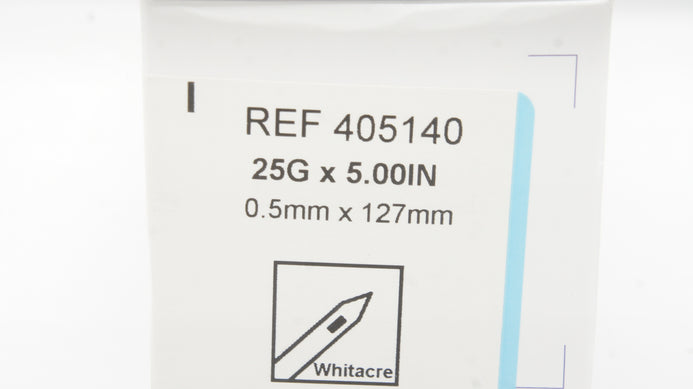 REF 405140
25G x 5.00IN
0.5mm x 127mm
Whitacre